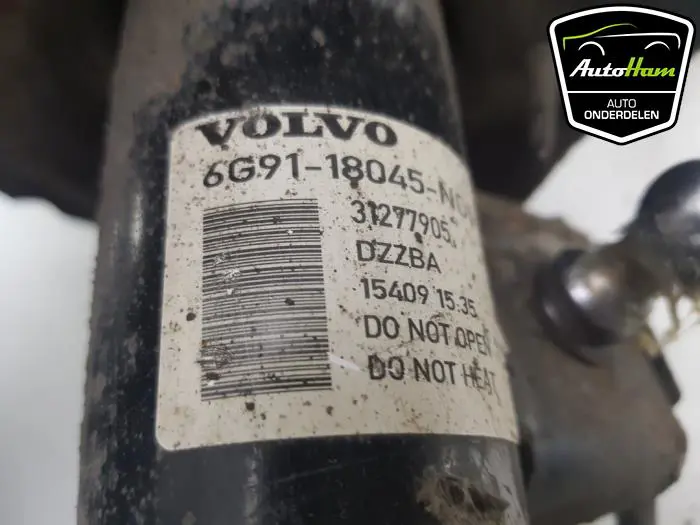 AutoHam
AUTO
ONDERDELEN
VOLVO
6G91-18045-N
31277905
DZZBA
15409 15.35
DO NOT OPEN
DO NOT HEAT